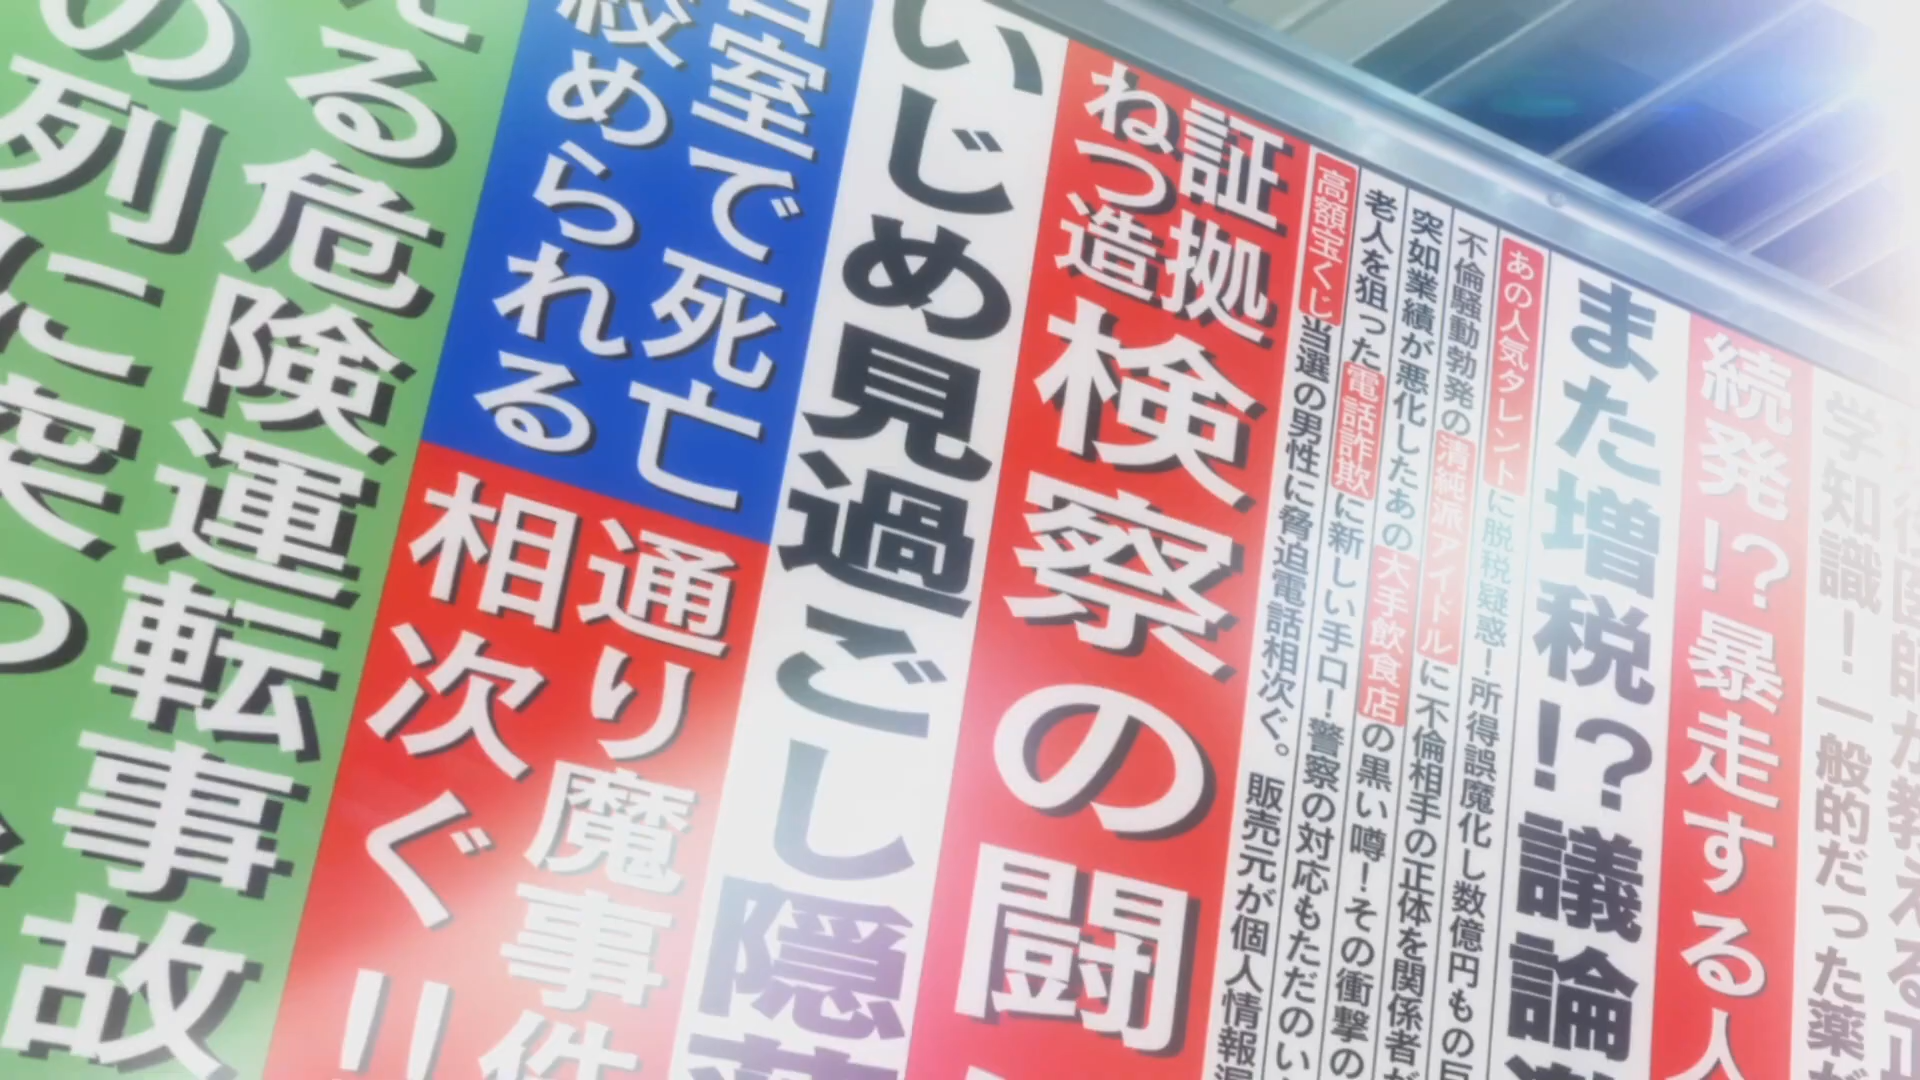 学知識！一般的だった薬が
続発!?暴走する人
また増税!?議論
あの人気タレントに脱税疑惑！所得誤魔化し数億円もの巨
不倫騒動勃発の清純派アイドルに不倫相手の正体を関係者が
突如業績が悪化したあの大手飲食店の黒い噂！その衝撃の
老人を狙った電話詐欺に新しい手口！警察の対応もただのい
高額宝くじ当選の男性に脅迫電話相次ぐ。販売元が個人情報
証拠
ねつ造
検察の闘
いじめ見過ごし隠
室で死亡
絞められる
通り魔事件
相次ぐ!!
える危険運転事故
の列に突っ